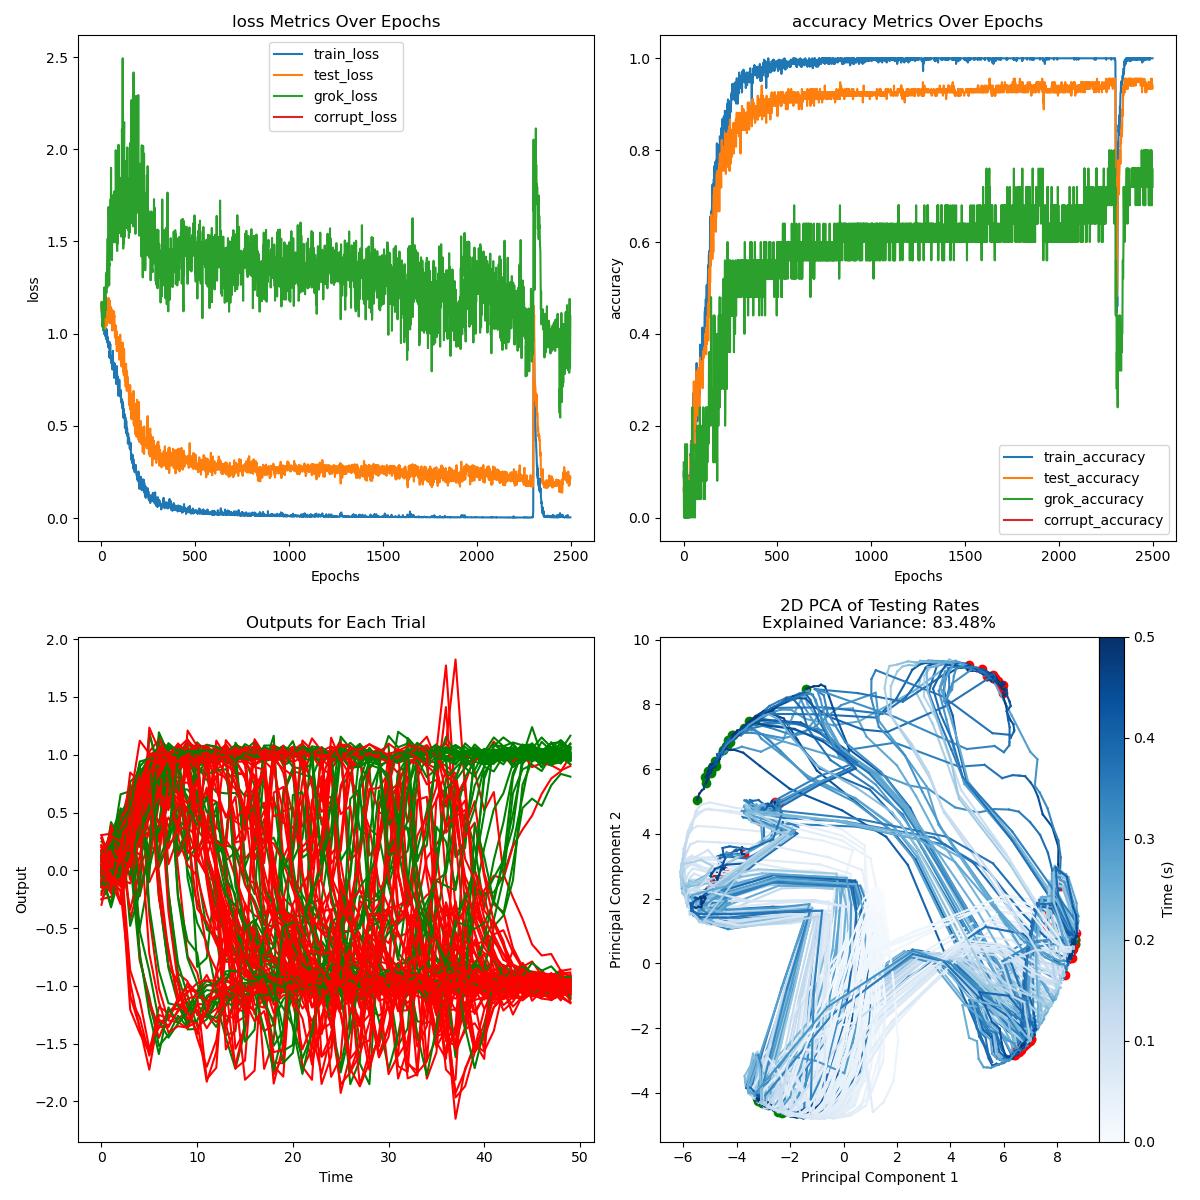 loss Metrics Over Epochs
2.5
2.0
1.5
1.0
0.5
0.0
loss
train_loss
test_loss
grok_loss
corrupt_loss
0 500 1000 1500 2000 2500
Epochs
accuracy Metrics Over Epochs
1.0
0.8
0.6
0.4
0.2
0.0
accuracy
train_accuracy
test_accuracy
grok_accuracy
corrupt_accuracy
0 500 1000 1500 2000 2500
Epochs
Outputs for Each Trial
2.0
1.5
1.0
0.5
0.0
−0.5
−1.0
−1.5
−2.0
Output
0 10 20 30 40 50
Time
2D PCA of Testing Rates
Explained Variance: 83.48%
10
8
6
4
2
0
−2
−4
Principal Component 2
−6 −4 −2 0 2 4 6 8
Principal Component 1
0.5
0.4
0.3
0.2
0.1
0.0
Time (s)